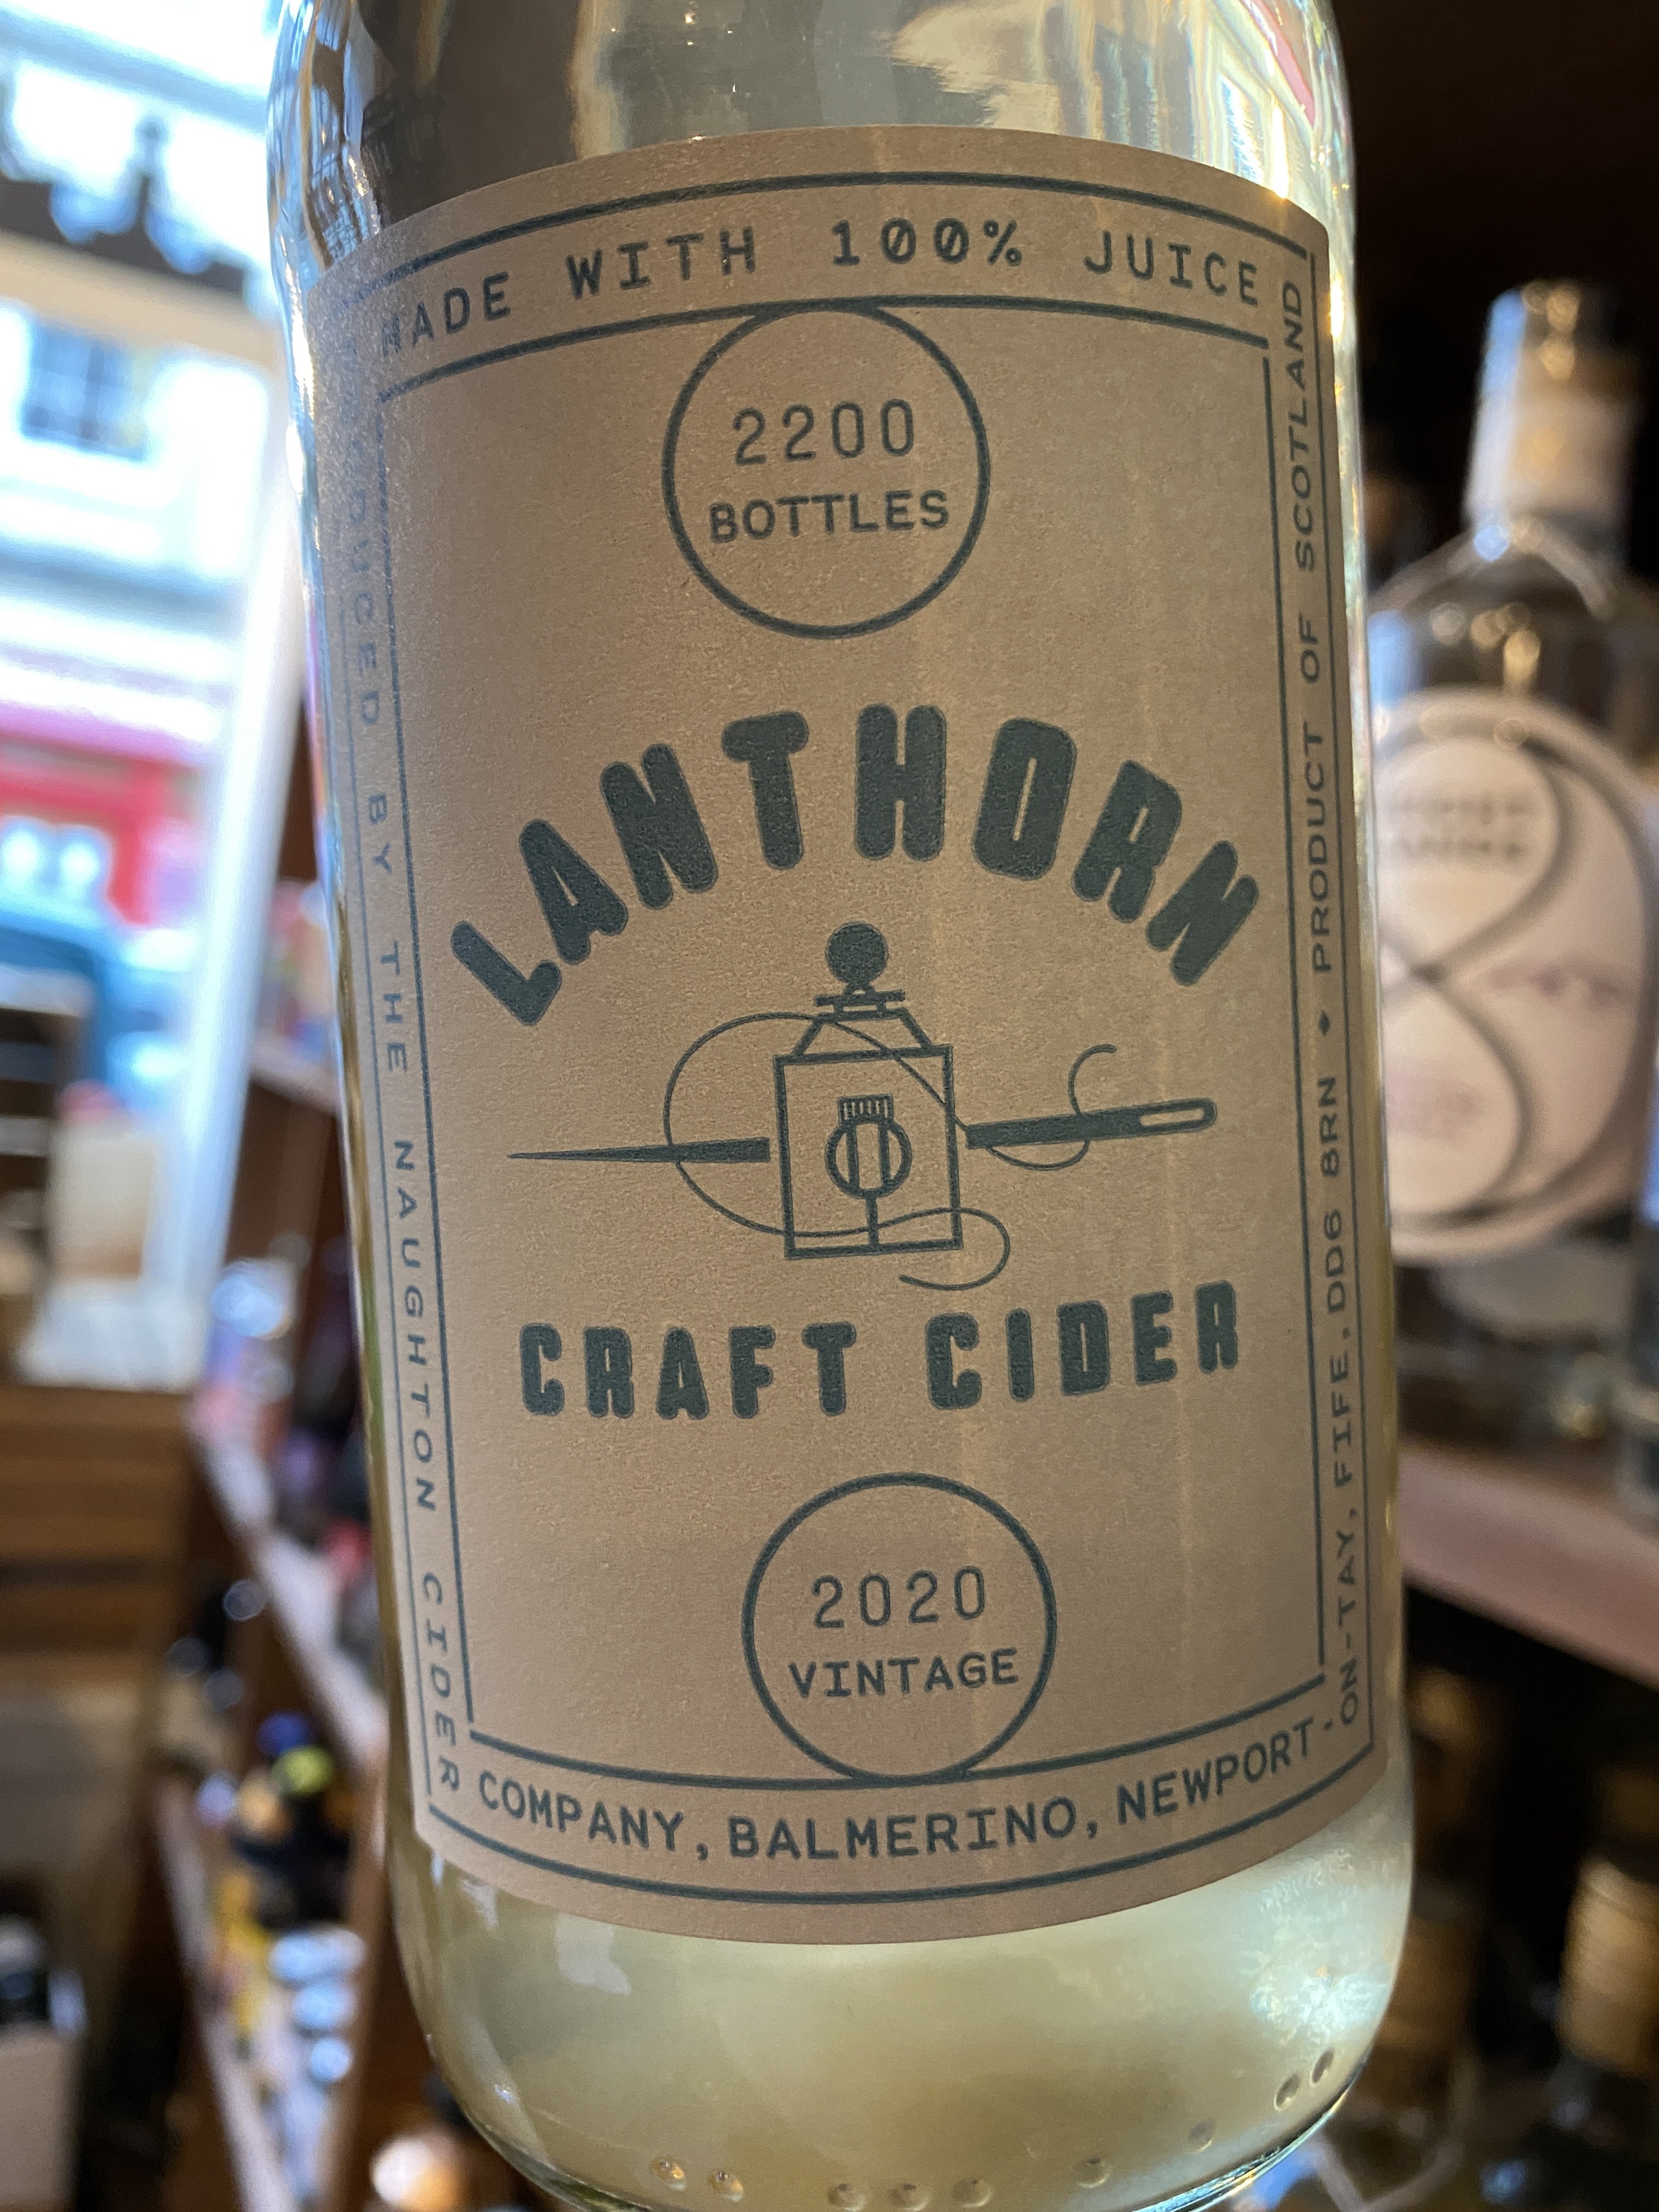 MADE WITH 100% JUICE
2200
BOTTLES
LANTHORN
CRAFT CIDER
2020
VINTAGE
PRODUCED BY THE NAUGHTON CIDER
COMPANY, BALMERINO, NEWPORT-
ON-TAY, FIFE, DD6 8RN ♦ PRODUCT OF SCOTLAND